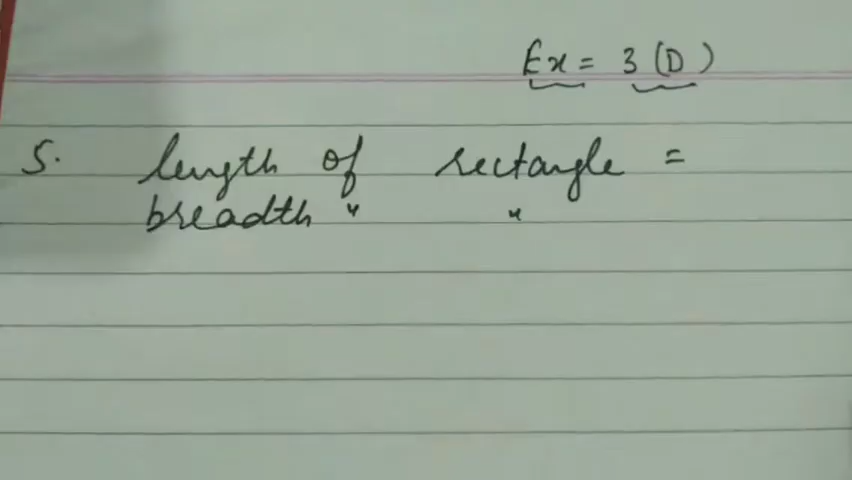 Ex = 3 (D)
5. length of rectangle =
breadth " "